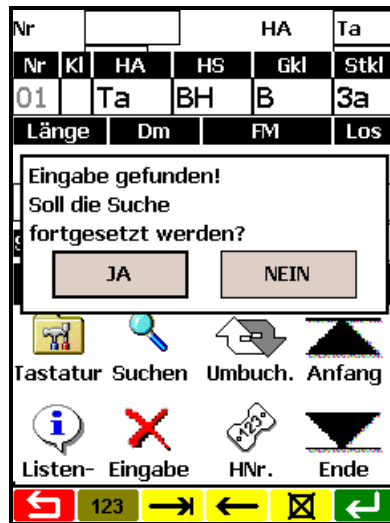 Nr HA Ta
Nr Kl HA HS Gkl Stkl
01 Ta BH B 3a
Länge Dm FM Los
Eingabe gefunden!
Soll die Suche
fortgesetzt werden?
JA NEIN
Tastatur Suchen Umbuch. Anfang
123
Listen- Eingabe HNr. Ende
123